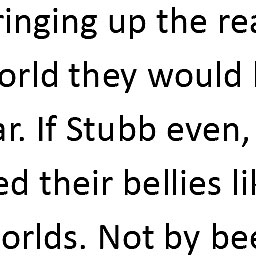 ringing up the rea
orld they would
ar. If Stubb even,
ed their bellies lik
orlds. Not by bee